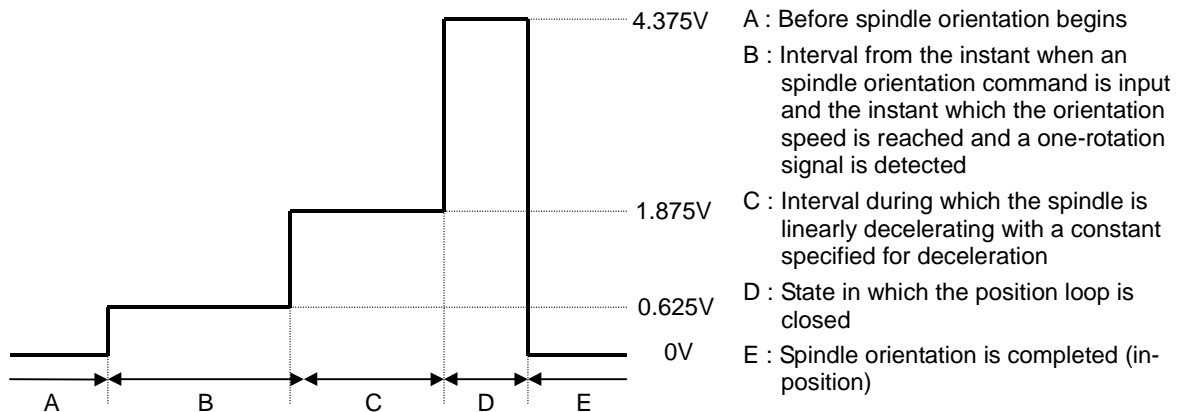 4.375V
1.875V
0.625V
0V
A
B
C
D
E
A : Before spindle orientation begins
B : Interval from the instant when an
spindle orientation command is input
and the instant which the orientation
speed is reached and a one-rotation
signal is detected
C : Interval during which the spindle is
linearly decelerating with a constant
specified for deceleration
D : State in which the position loop is
closed
E : Spindle orientation is completed (in-
position)